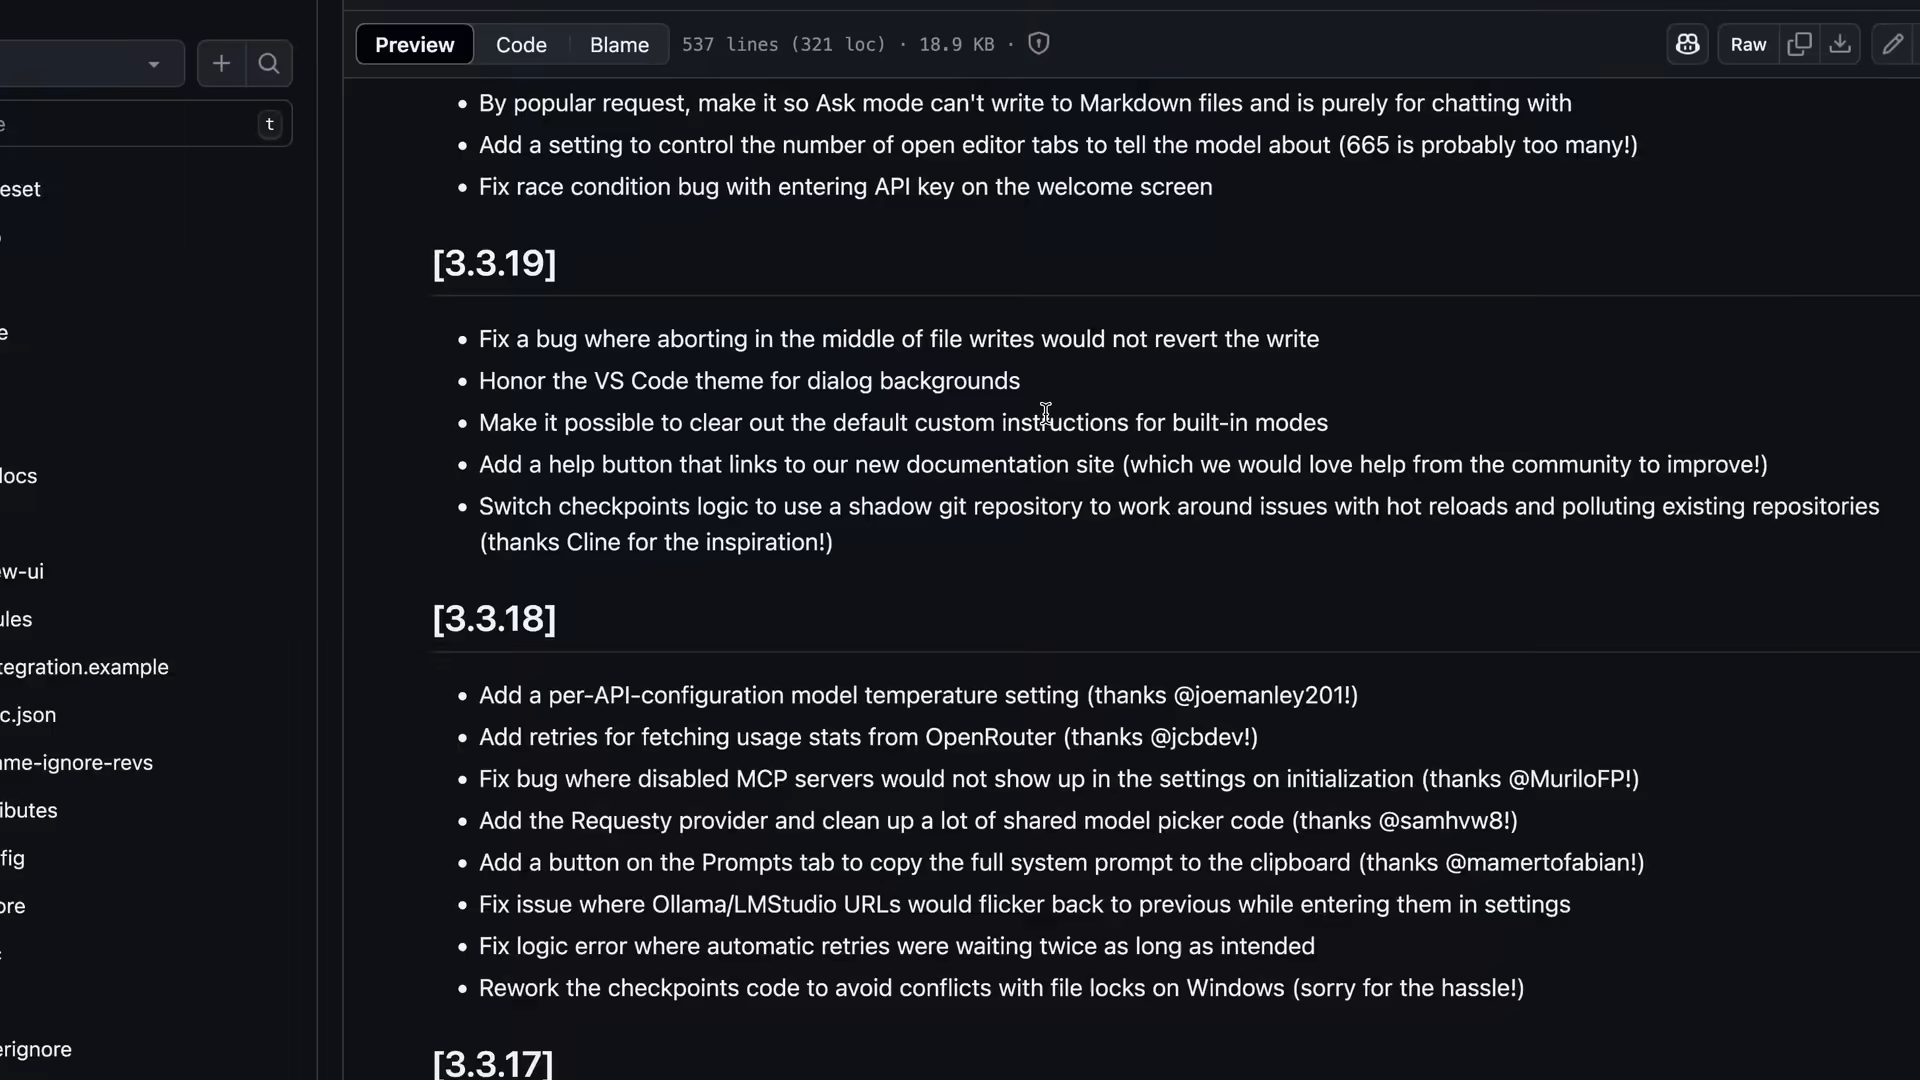 Preview Code Blame 537 lines (321 loc) · 18.9 KB ·
Raw
t
eset
docs
ew-ui
ules
tegration.example
c.json
ame-ignore-revs
ibutes
fig
ore
erignore
• By popular request, make it so Ask mode can't write to Markdown files and is purely for chatting with
• Add a setting to control the number of open editor tabs to tell the model about (665 is probably too many!)
• Fix race condition bug with entering API key on the welcome screen
[3.3.19]
• Fix a bug where aborting in the middle of file writes would not revert the write
• Honor the VS Code theme for dialog backgrounds
• Make it possible to clear out the default custom instructions for built-in modes
• Add a help button that links to our new documentation site (which we would love help from the community to improve!)
• Switch checkpoints logic to use a shadow git repository to work around issues with hot reloads and polluting existing repositories
(thanks Cline for the inspiration!)
[3.3.18]
• Add a per-API-configuration model temperature setting (thanks @joemanley201!)
• Add retries for fetching usage stats from OpenRouter (thanks @jcbdev!)
• Fix bug where disabled MCP servers would not show up in the settings on initialization (thanks @MuriloFP!)
• Add the Requesty provider and clean up a lot of shared model picker code (thanks @samhvw8!)
• Add a button on the Prompts tab to copy the full system prompt to the clipboard (thanks @mamertofabian!)
• Fix issue where Ollama/LMStudio URLs would flicker back to previous while entering them in settings
• Fix logic error where automatic retries were waiting twice as long as intended
• Rework the checkpoints code to avoid conflicts with file locks on Windows (sorry for the hassle!)
[3.3.17]